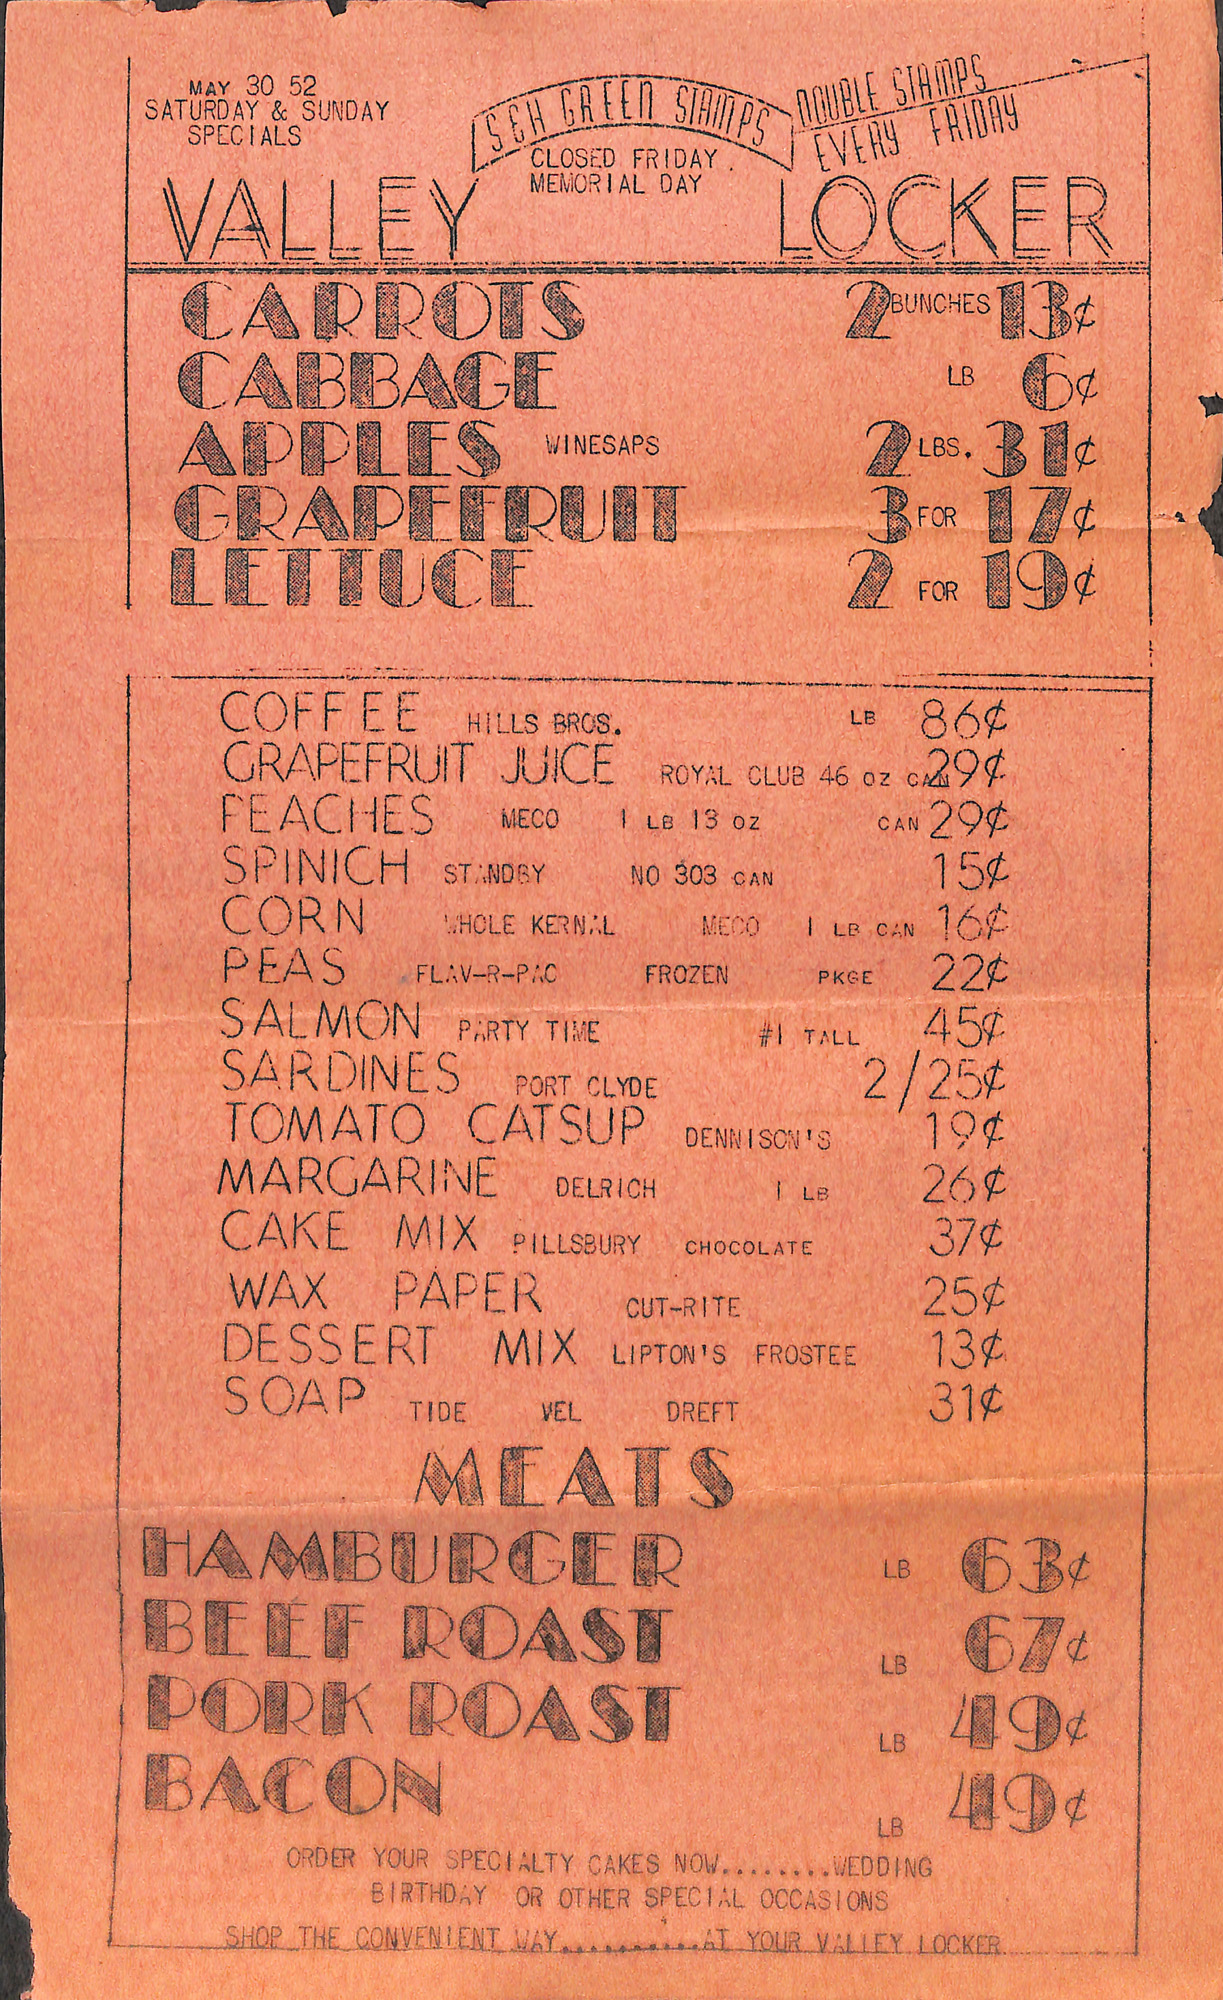 MAY 30 52
SATURDAY & SUNDAY
SPECIALS
S&H GREEN STAMPS
DOUBLE STAMPS
EVERY FRIDAY
CLOSED FRIDAY
MEMORIAL DAY
VALLEY LOCKER
CARROTS 2 BUNCHES 13¢
CABBAGE LB 6¢
APPLES WINESAPS 2 LBS. 31¢
GRAPEFRUIT 3 FOR 17¢
LETTUCE 2 FOR 19¢
COFFEE HILLS BROS. LB 86¢
GRAPEFRUIT JUICE ROYAL CLUB 46 OZ CAN 29¢
PEACHES MECO 1 LB 13 OZ CAN 29¢
SPINICH STANDBY NO 303 CAN 15¢
CORN WHOLE KERNAL MECO 1 LB CAN 16¢
PEAS FLAV-R-PAC FROZEN PKGE 22¢
SALMON PARTY TIME #1 TALL 45¢
SARDINES PORT CLYDE 2/25¢
TOMATO CATSUP DENNISON'S 19¢
MARGARINE DELRICH 1 LB 26¢
CAKE MIX PILLSBURY CHOCOLATE 37¢
WAX PAPER CUT-RITE 25¢
DESSERT MIX LIPTON'S FROSTEE 13¢
SOAP TIDE VEL DREFT 31¢
MEATS
HAMBURGER LB 63¢
BEEF ROAST LB 67¢
PORK ROAST LB 49¢
BACON LB 49¢
ORDER YOUR SPECIALTY CAKES NOW........WEDDING
BIRTHDAY OR OTHER SPECIAL OCCASIONS
SHOP THE CONVENIENT WAY..........AT YOUR VALLEY LOCKER